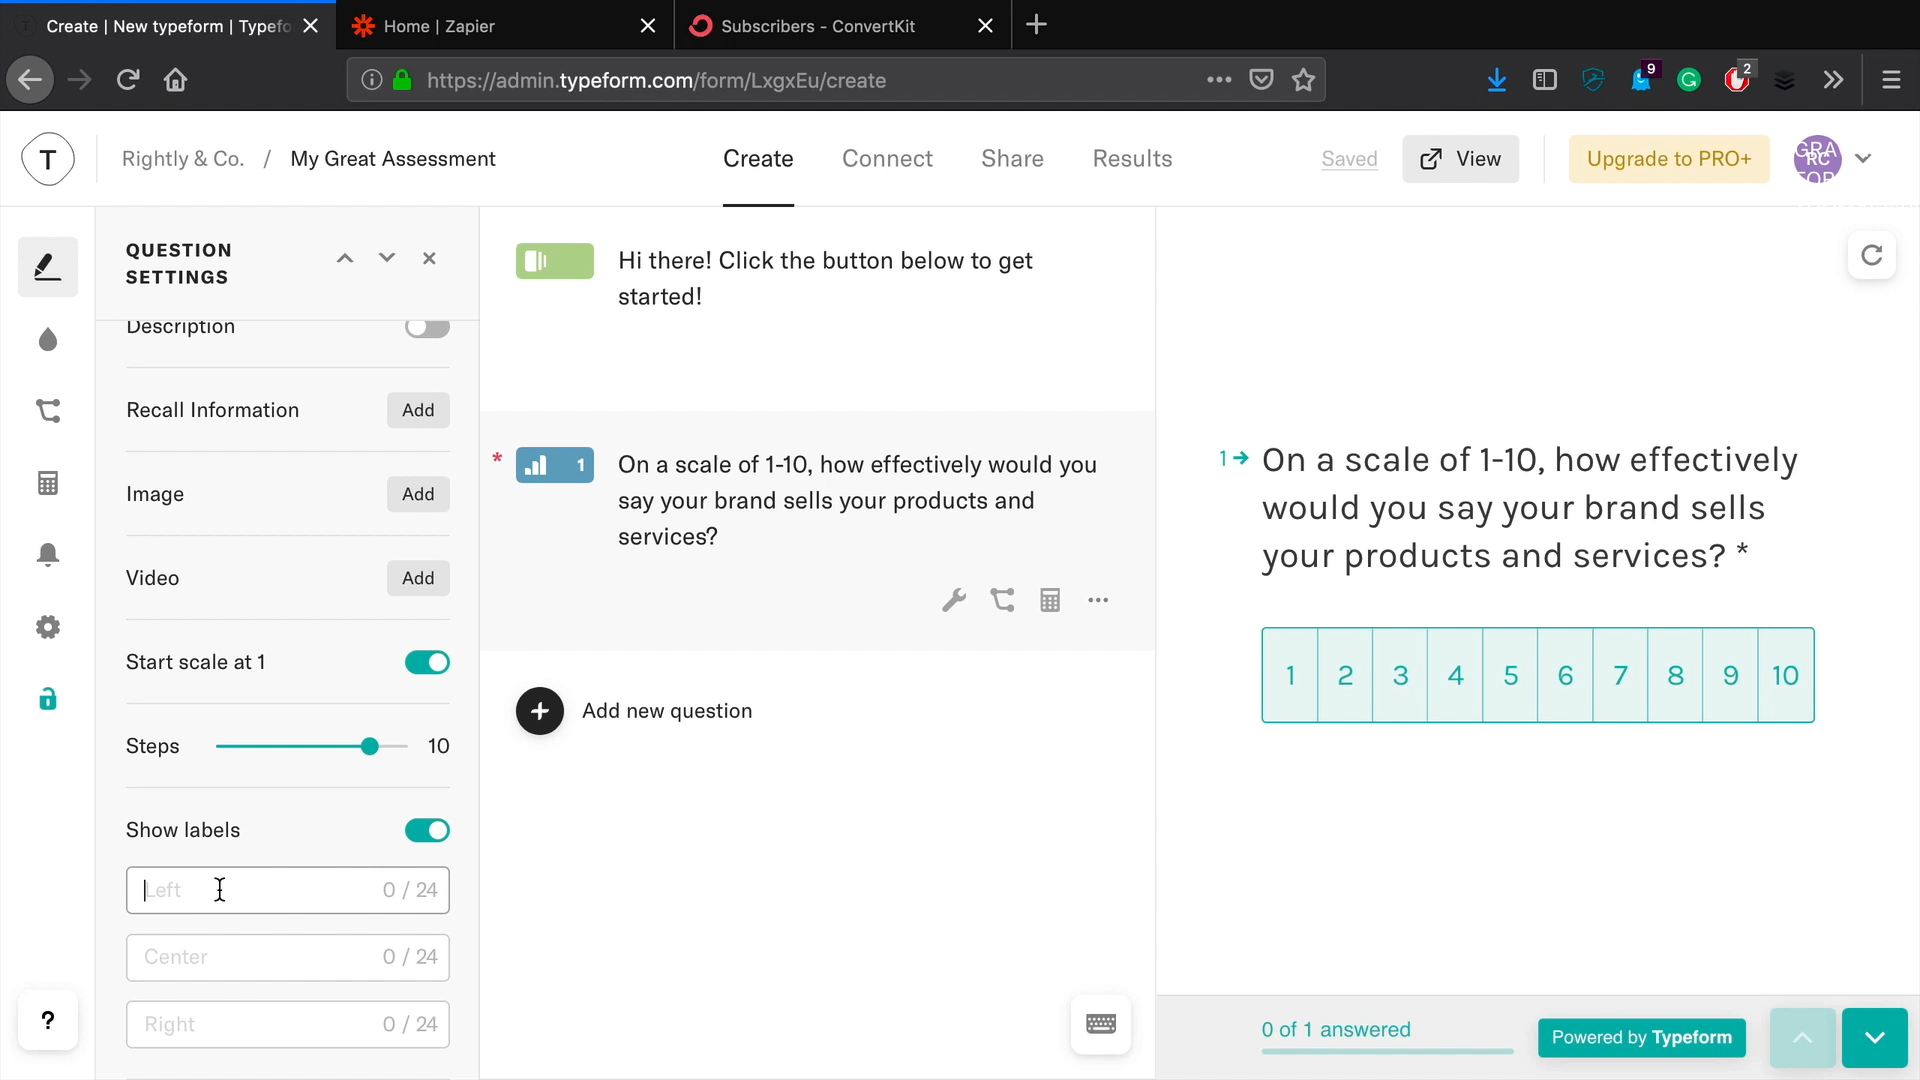 Create | New typeform | Typefo
Home | Zapier
Subscribers - ConvertKit
https://admin.typeform.com/form/LxgxEu/create
9
2
T
Rightly & Co. / My Great Assessment
Create
Connect
Share
Results
Saved
View
Upgrade to PRO+
RC
QUESTION
SETTINGS
Description
Recall Information
Add
Image
Add
Video
Add
Start scale at 1
Steps
10
Show labels
Left
0 / 24
Center
0 / 24
Right
0 / 24
?
Hi there! Click the button below to get
started!
* 1
On a scale of 1-10, how effectively would you
say your brand sells your products and
services?
Add new question
1 On a scale of 1-10, how effectively
would you say your brand sells
your products and services? *
1 2 3 4 5 6 7 8 9 10
0 of 1 answered
Powered by Typeform